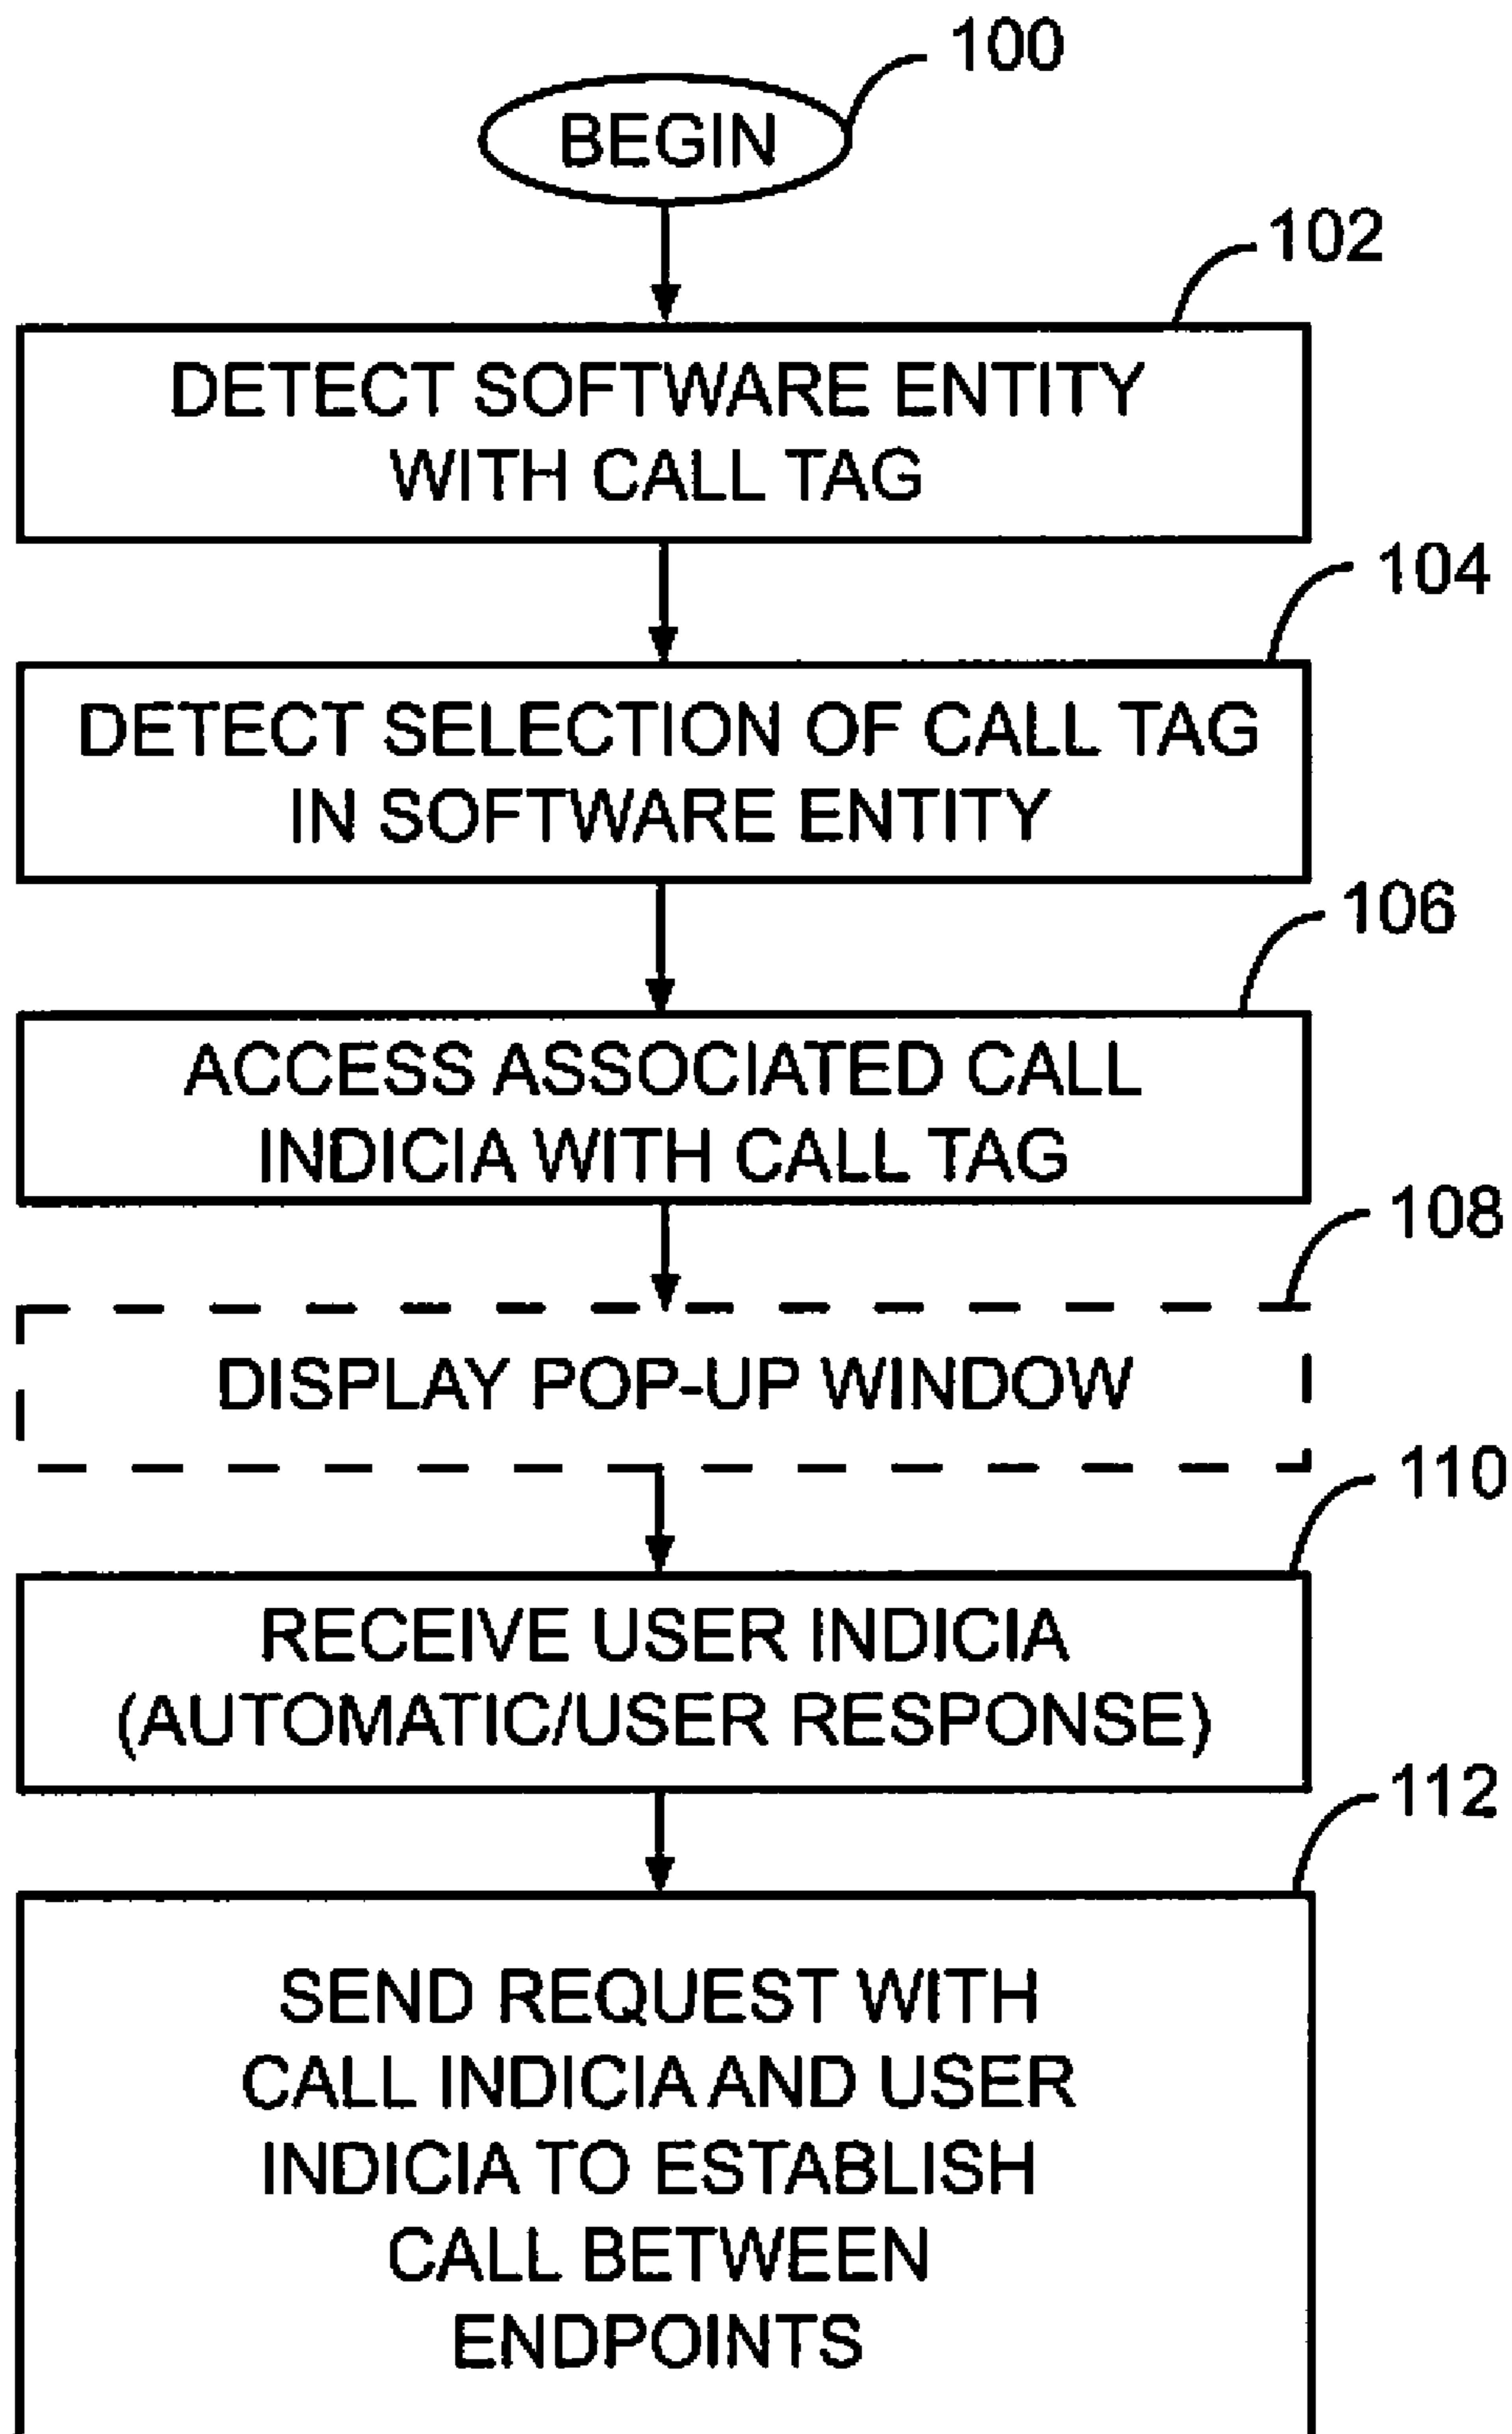 100
BEGIN
102
DETECT SOFTWARE ENTITY
WITH CALL TAG
104
DETECT SELECTION OF CALL TAG
IN SOFTWARE ENTITY
106
ACCESS ASSOCIATED CALL
INDICIA WITH CALL TAG
108
DISPLAY POP-UP WINDOW
110
RECEIVE USER INDICIA
(AUTOMATIC/USER RESPONSE)
112
SEND REQUEST WITH
CALL INDICIA AND USER
INDICIA TO ESTABLISH
CALL BETWEEN
ENDPOINTS